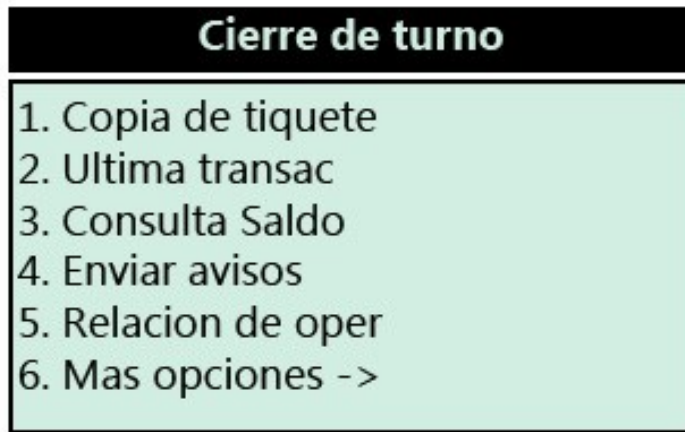 Cierre de turno
1. Copia de tiquete
2. Ultima transac
3. Consulta Saldo
4. Enviar avisos
5. Relacion de oper
6. Mas opciones ->